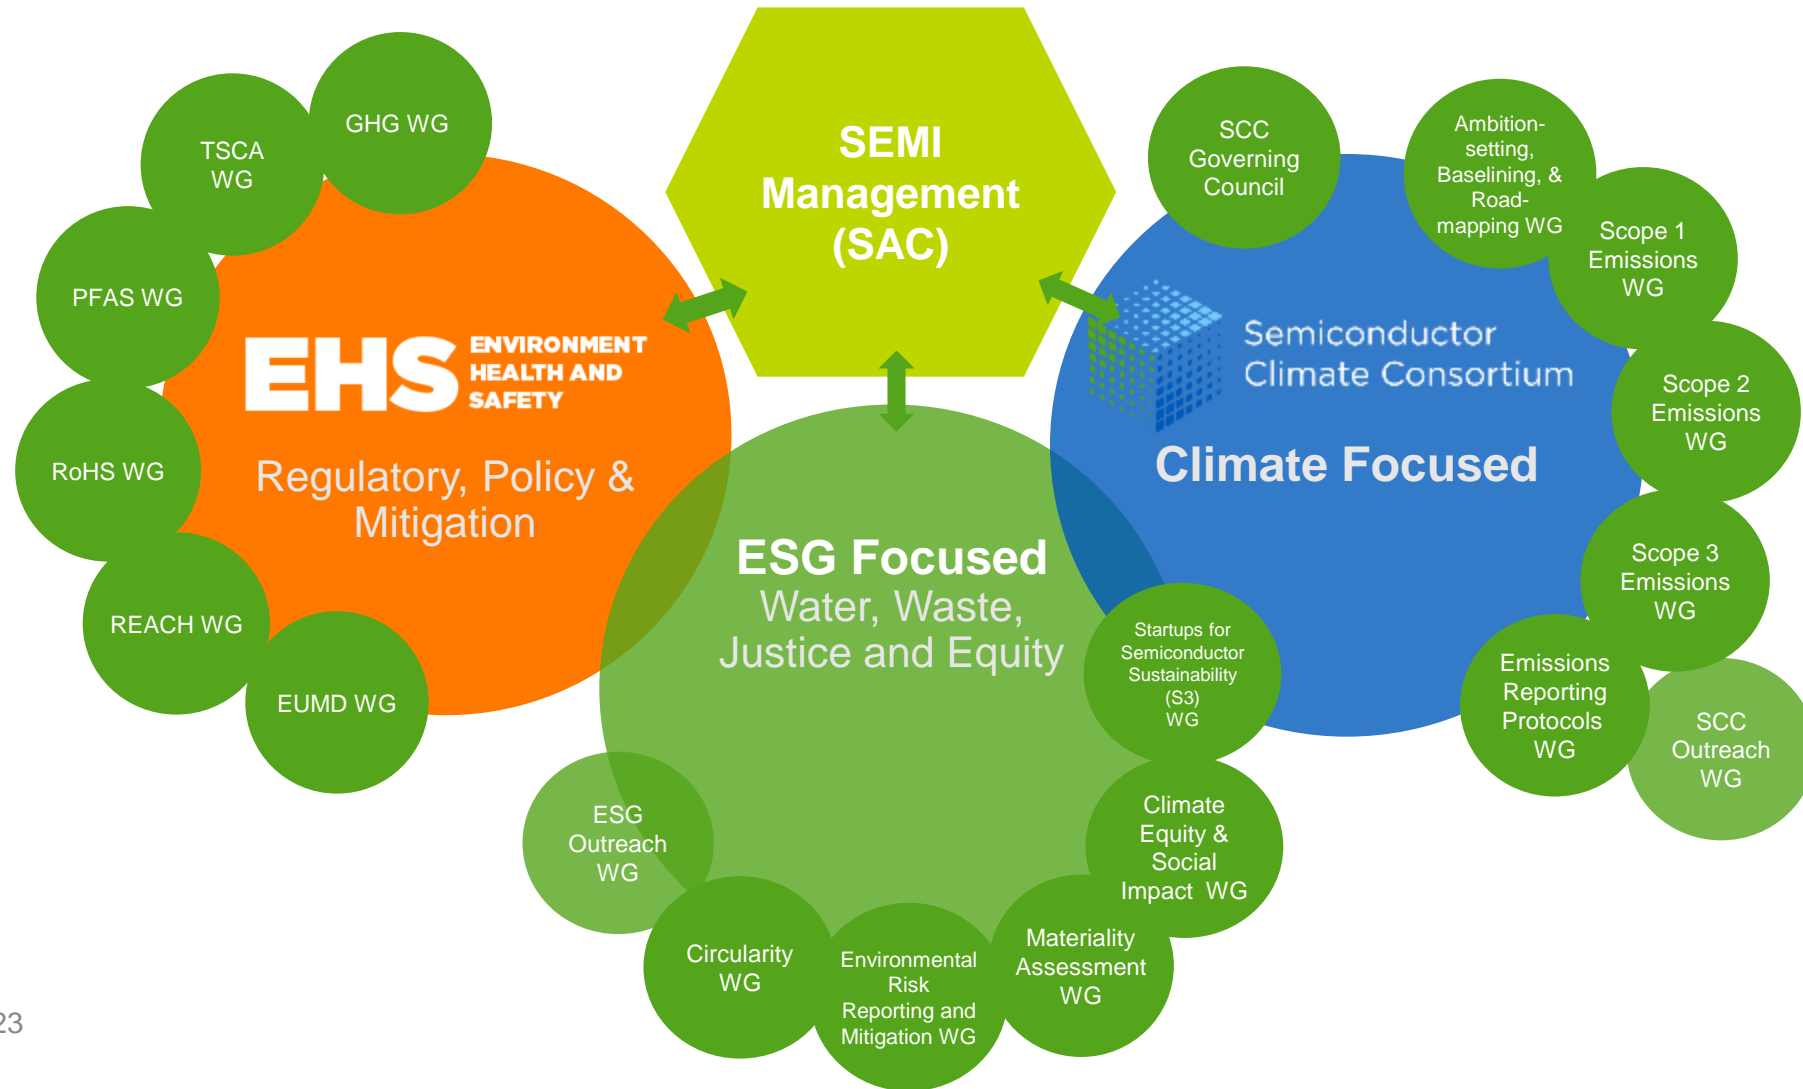 SEMI
Management
(SAC)
GHG WG
TSCA
WG
PFAS WG
RoHS WG
REACH WG
EUMD WG
EHS
ENVIRONMENT
HEALTH AND
SAFETY
Regulatory, Policy &
Mitigation
ESG Focused
Water, Waste,
Justice and Equity
Semiconductor
Climate Consortium
Climate Focused
SCC
Governing
Council
Ambition-
setting,
Baselining, &
Road-
mapping WG
Scope 1
Emissions
WG
Scope 2
Emissions
WG
Scope 3
Emissions
WG
Emissions
Reporting
Protocols
WG
SCC
Outreach
WG
Startups for
Semiconductor
Sustainability
(S3)
WG
Climate
Equity &
Social
Impact WG
Materiality
Assessment
WG
Environmental
Risk
Reporting and
Mitigation WG
Circularity
WG
ESG
Outreach
WG
23